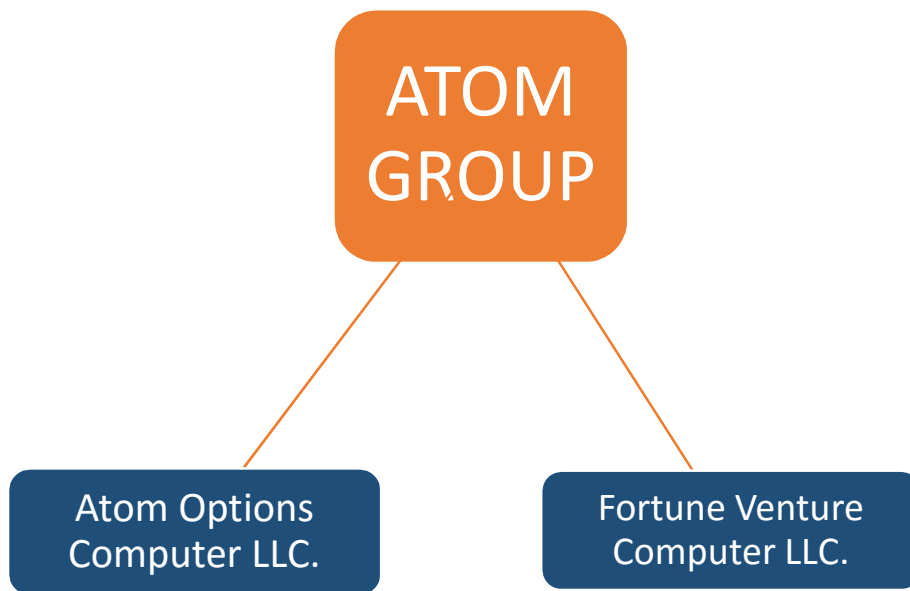 ATOM
GROUP
Atom Options
Computer LLC.
Fortune Venture
Computer LLC.